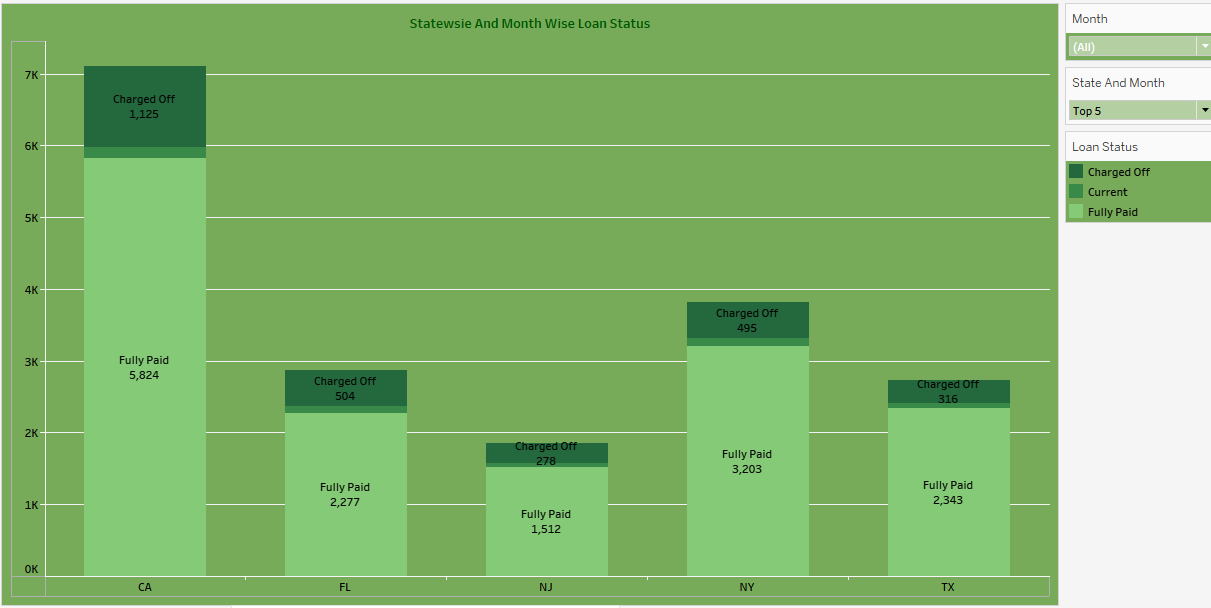 Statewsie And Month Wise Loan Status
7K
6K
5K
4K
3K
2K
1K
0K
Charged Off
1,125
Fully Paid
5,824
Charged Off
504
Fully Paid
2,277
Charged Off
278
Fully Paid
1,512
Charged Off
495
Fully Paid
3,203
Charged Off
316
Fully Paid
2,343
CA
FL
NJ
NY
TX
Month
(All)
State And Month
Top 5
Loan Status
Charged Off
Current
Fully Paid